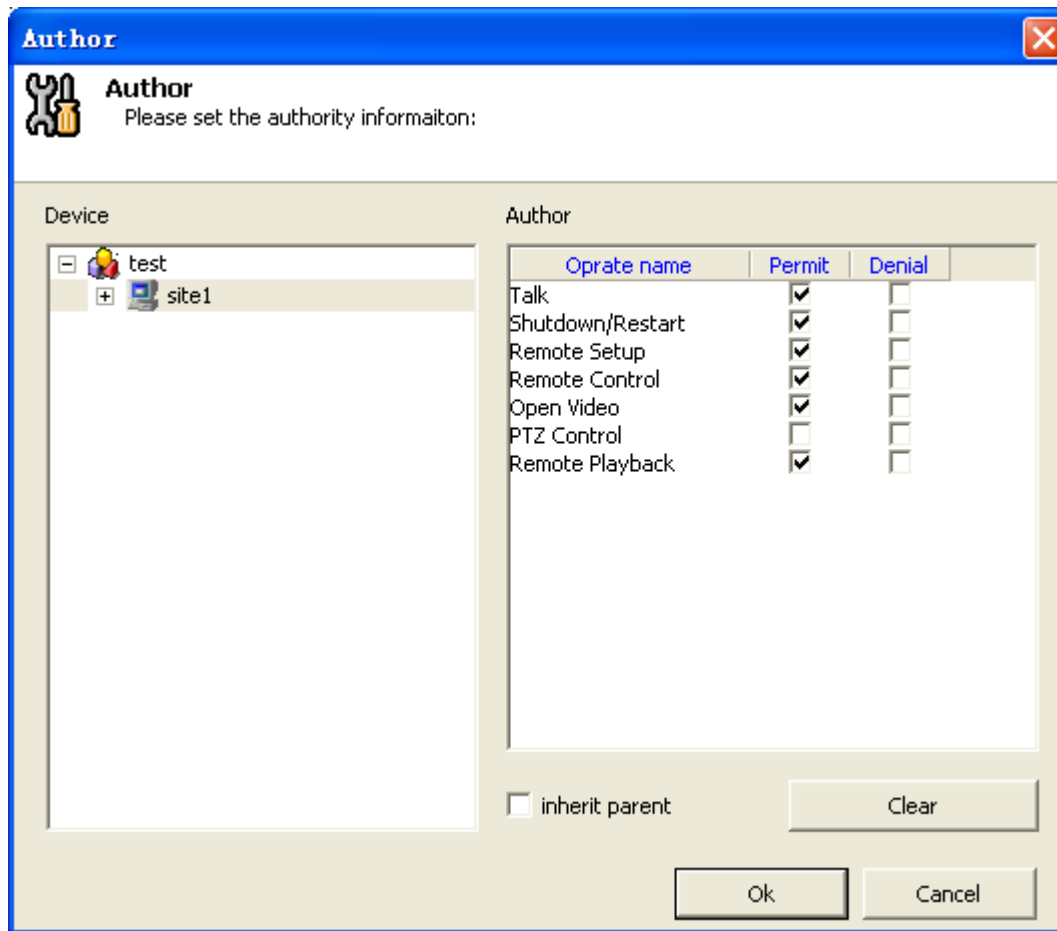 Author
Author
Please set the authority informaiton:
Device
test
site1
Author
Oprate name Permit Denial
Talk
Shutdown/Restart
Remote Setup
Remote Control
Open Video
PTZ Control
Remote Playback
inherit parent
Clear
Ok
Cancel